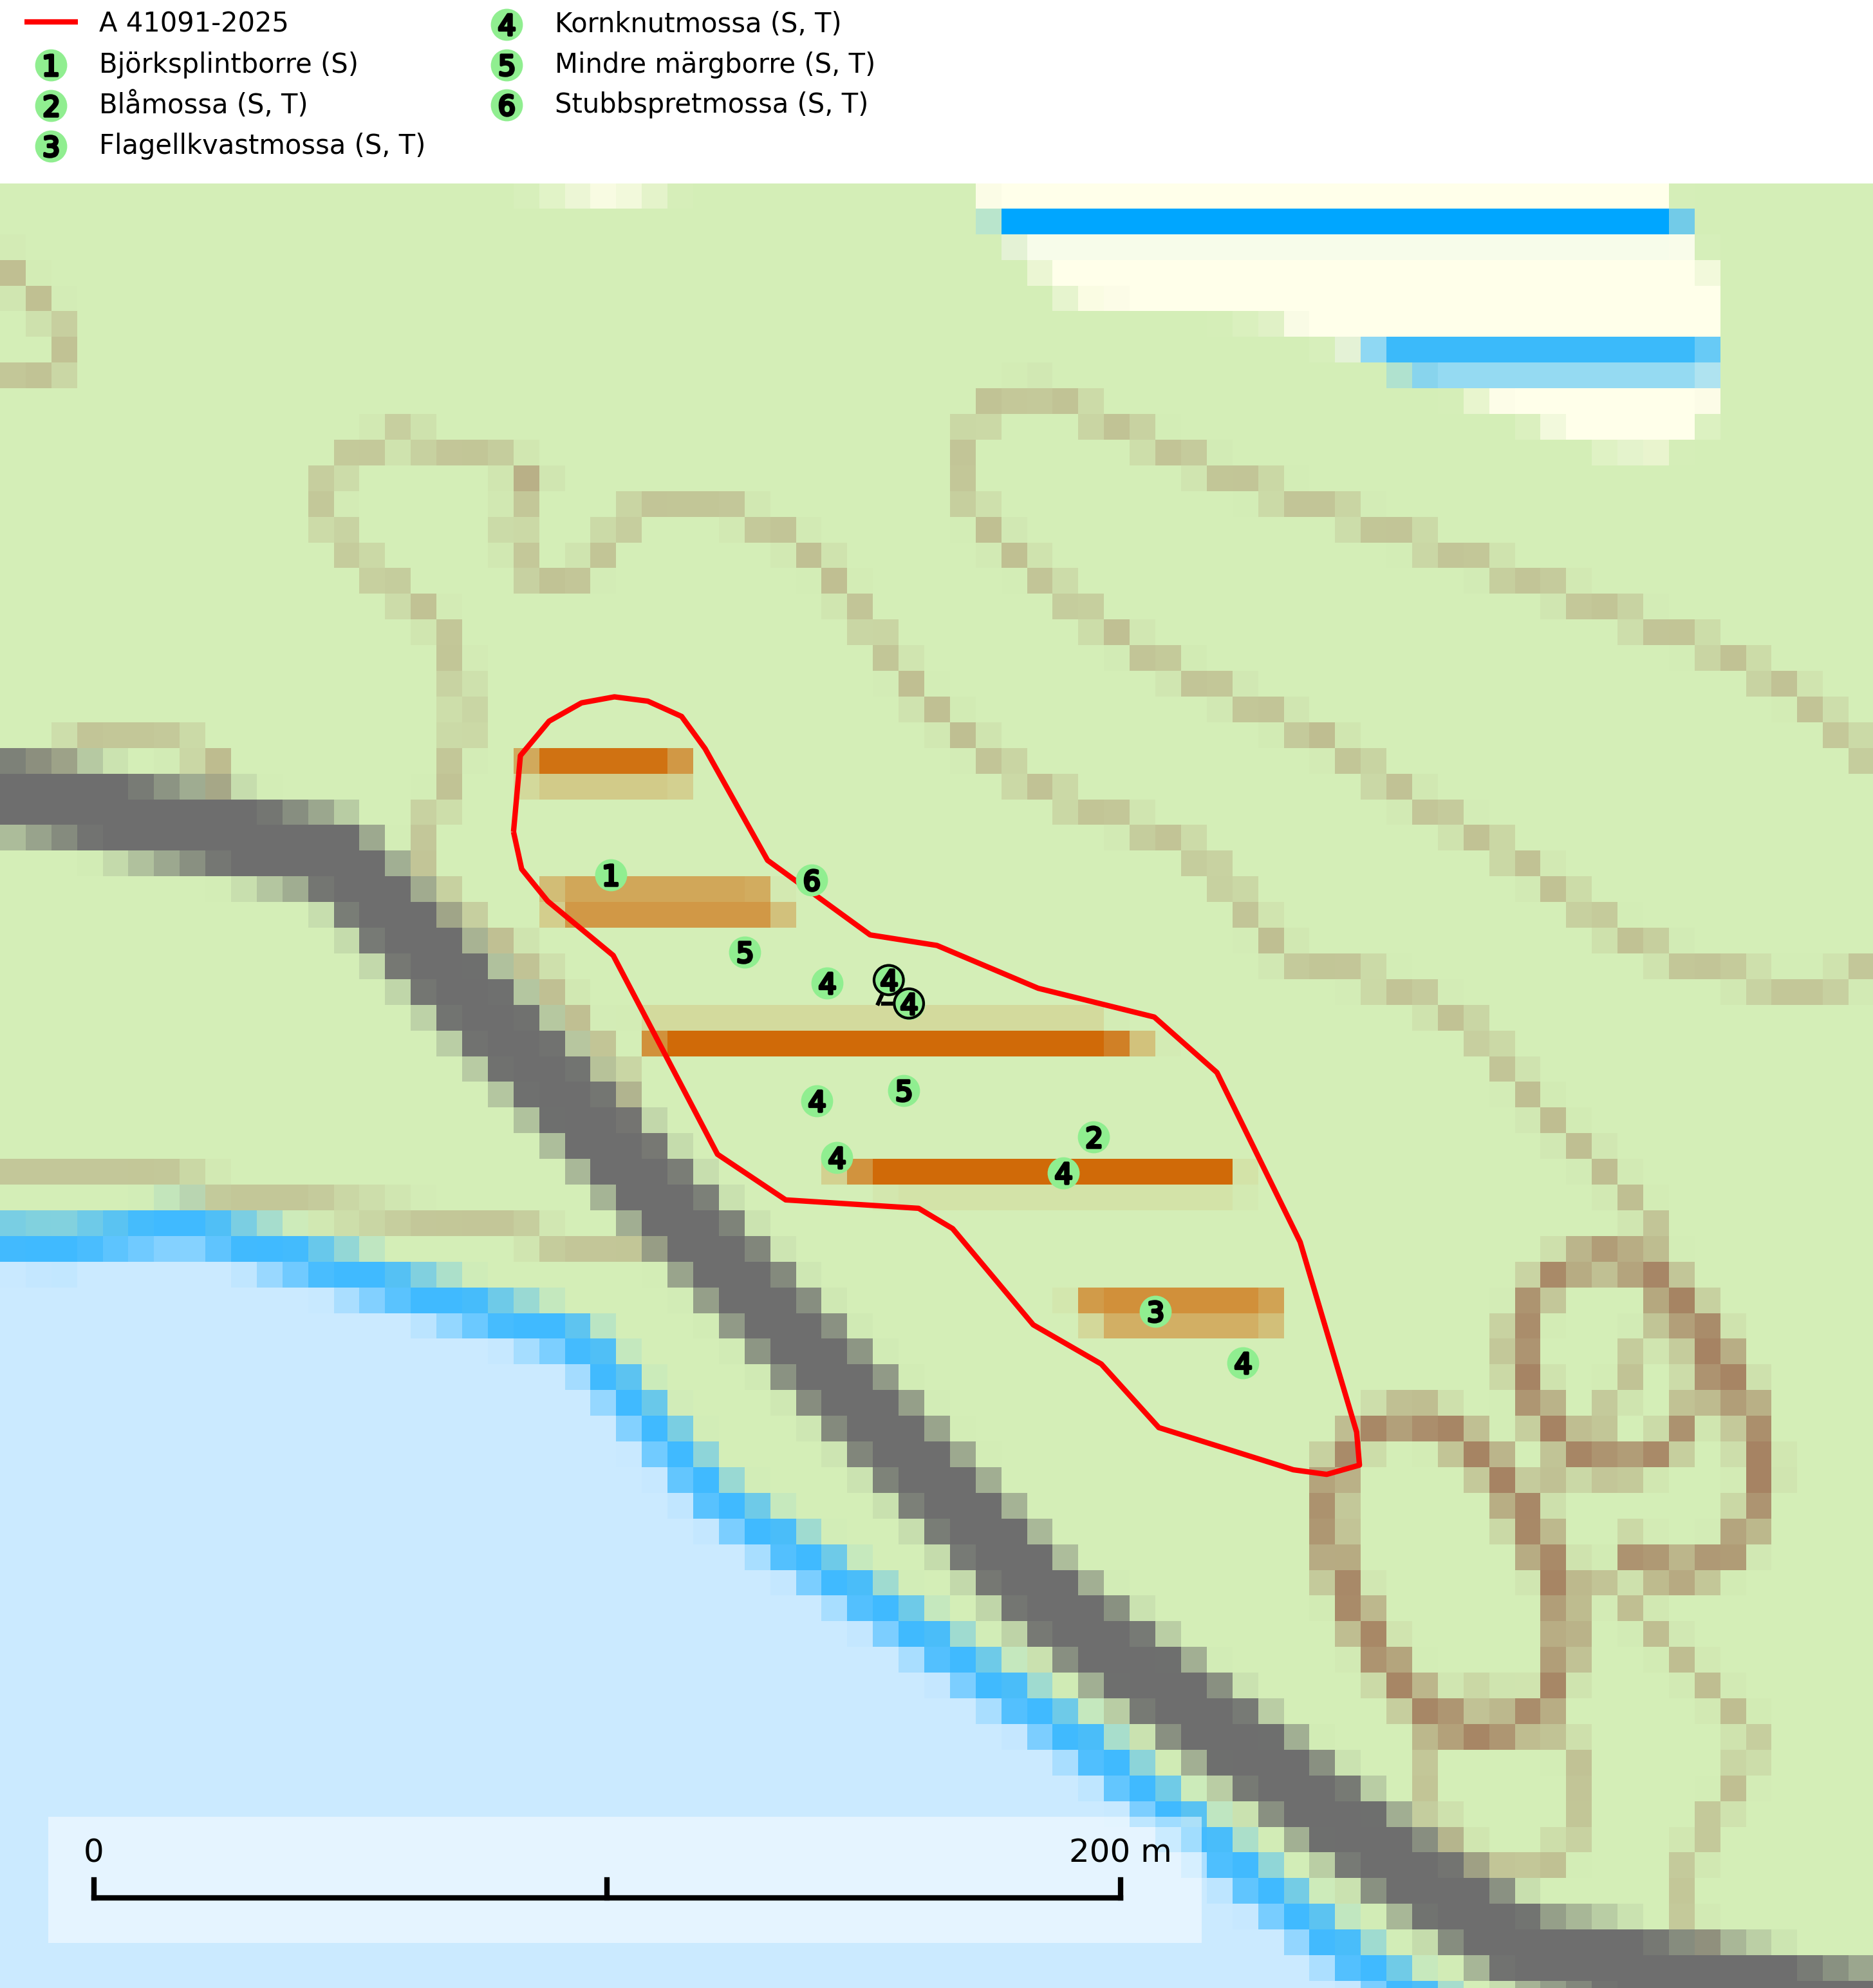 A 41091-2025
1 Björksplintborre (S)
2 Blåmossa (S, T)
3 Flagellkvastmossa (S, T)
4 Kornknutmossa (S, T)
5 Mindre märgborre (S, T)
6 Stubbspretmossa (S, T)
1
6
5
4
4
4
4
5
2
4
4
3
4
0
200 m